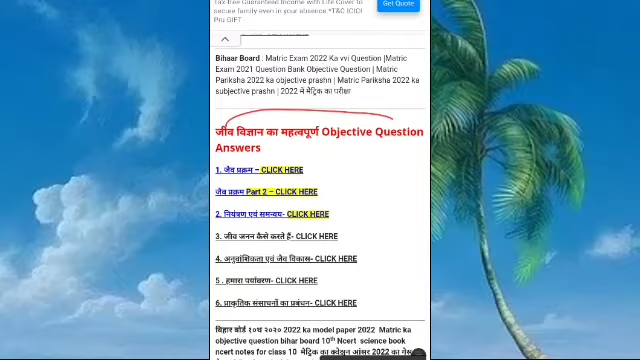 Tax-free Guaranteed Income with Life Cover to
secure family even in your absence.*T&C ICICI
Pru GIFT
Get Quote
Bihaar Board : Matric Exam 2022 Ka vvi Question |Matric
Exam 2021 Question Bank Objective Question | Matric
Pariksha 2022 ka objective prashn | Matric Pariksha 2022 ka
subjective prashn | 2022 में मैट्रिक का परीक्षा
जीव विज्ञान का महत्वपूर्ण Objective Question
Answers
1. जैव प्रक्रम – CLICK HERE
जैव प्रक्रम Part 2 – CLICK HERE
2. नियंत्रण एवं समन्वय- CLICK HERE
3. जीव जनन कैसे करते हैं- CLICK HERE
4. अनुवांशिकता एवं जैव विकास- CLICK HERE
5 . हमारा पर्यावरण- CLICK HERE
6. प्राकृतिक संसाधनों का प्रबंधन- CLICK HERE
बिहार बोर्ड १०थ २०२० 2022 ka model paper 2022 Matric ka
objective question bihar board 10th Ncert science book
ncert notes for class 10 मेट्रिक का क्वेश्चन आंसर 2022 का गेस